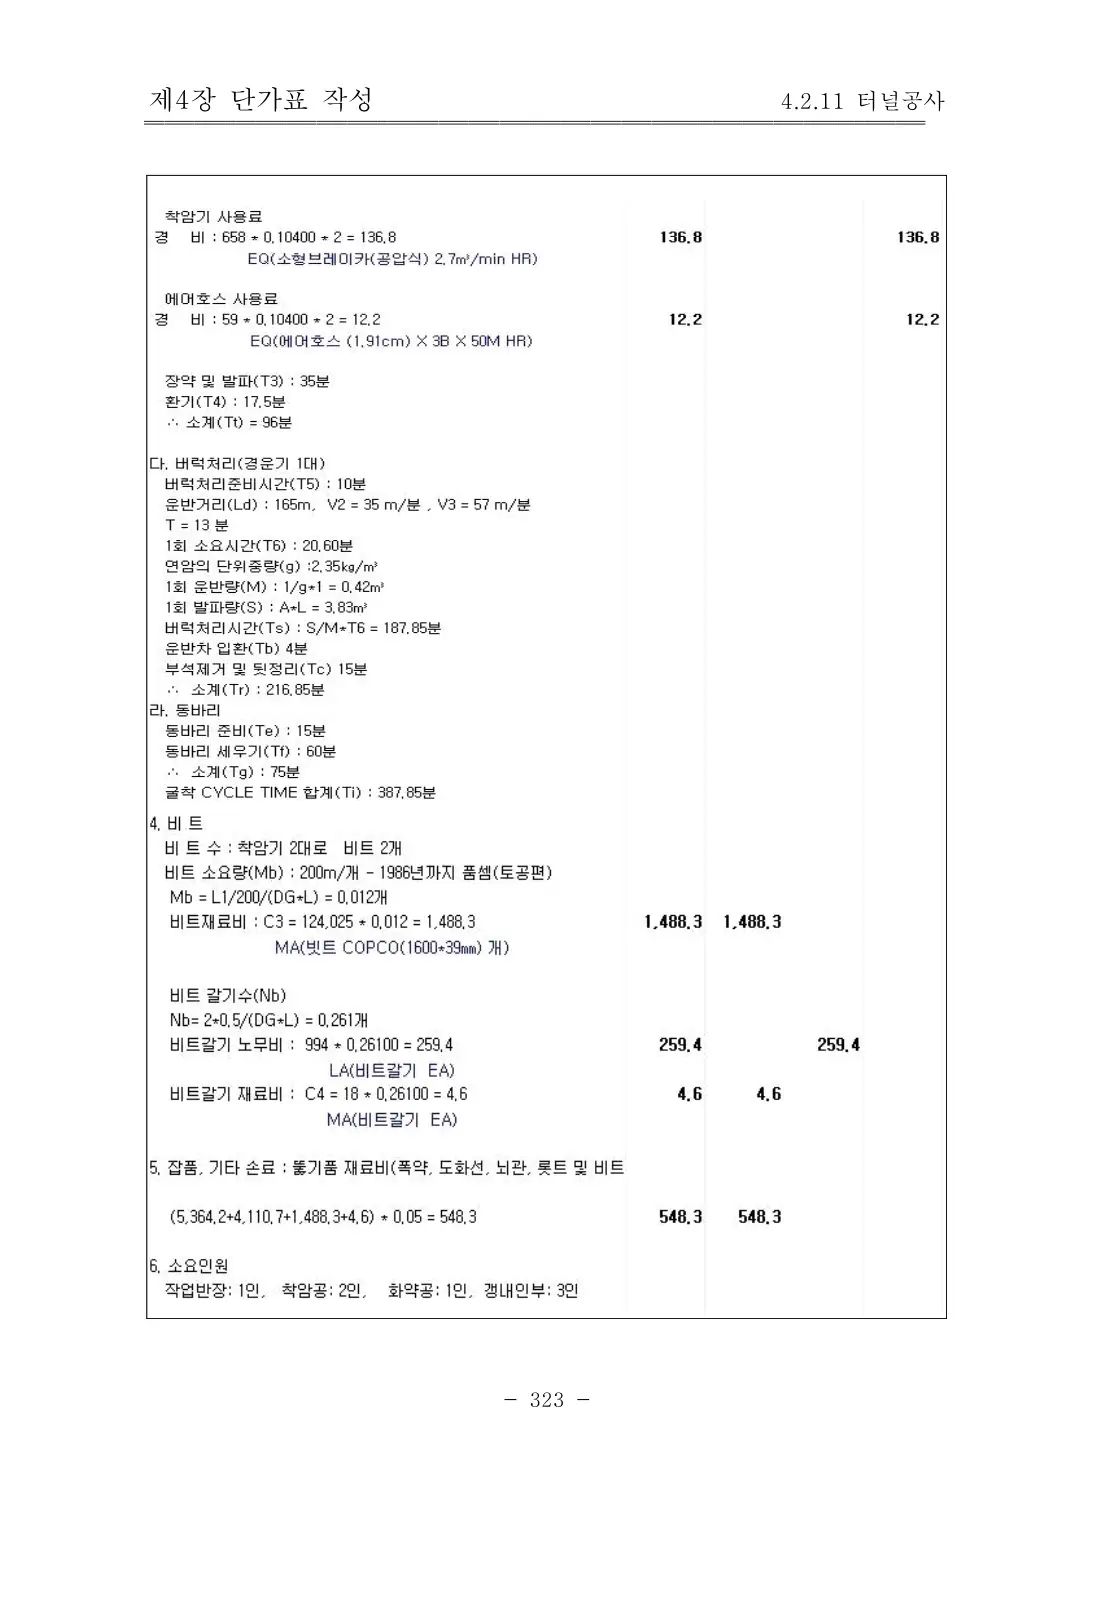 제4장 단가표 작성 4.2.11 터널공사
착암기 사용료
경 비 : 658 * 0.10400 * 2 = 136.8 136.8 136.8
EQ(소형브레이카(공압식) 2.7㎥/min HR)
에어호스 사용료
경 비 : 59 * 0.10400 * 2 = 12.2 12.2 12.2
EQ(에어호스 (1.91cm) X 3B X 50M HR)
장약 및 발파(T3) : 35분
환기(T4) : 17.5분
∴ 소계(Tt) = 96분
다. 버럭처리(경운기 1대)
버럭처리준비시간(T5) : 10분
운반거리(Ld) : 165m, V2 = 35 m/분 , V3 = 57 m/분
T = 13 분
1회 소요시간(T6) : 20.60분
연암의 단위중량(g) :2.35kg/㎥
1회 운반량(M) : 1/g*1 = 0.42㎥
1회 발파량(S) : A*L = 3.83㎥
버럭처리시간(Ts) : S/M*T6 = 187.85분
운반차 입환(Tb) 4분
부석제거 및 뒷정리(Tc) 15분
∴ 소계(Tr) : 216.85분
라. 동바리
동바리 준비(Te) : 15분
동바리 세우기(Tf) : 60분
∴ 소계(Tg) : 75분
굴착 CYCLE TIME 합계(Ti) : 387.85분
4. 비 트
비 트 수 : 착암기 2대로 비트 2개
비트 소요량(Mb) : 200m/개 - 1986년까지 품셈(토공편)
Mb = L1/200/(DG*L) = 0.012개
비트재료비 : C3 = 124,025 * 0.012 = 1,488.3 1,488.3 1,488.3
MA(빗트 COPCO(1600*39㎜) 개)
비트 갈기수(Nb)
Nb= 2*0.5/(DG*L) = 0.261개
비트갈기 노무비 : 994 * 0.26100 = 259.4 259.4 259.4
LA(비트갈기 EA)
비트갈기 재료비 : C4 = 18 * 0.26100 = 4.6 4.6 4.6
MA(비트갈기 EA)
5. 잡품, 기타 손료 : 뚫기품 재료비(폭약, 도화선, 뇌관, 롯트 및 비트
(5,364.2+4,110.7+1,488.3+4.6) * 0.05 = 548.3 548.3 548.3
6. 소요인원
작업반장: 1인, 착암공: 2인, 화약공: 1인, 갱내인부: 3인
- 323 -